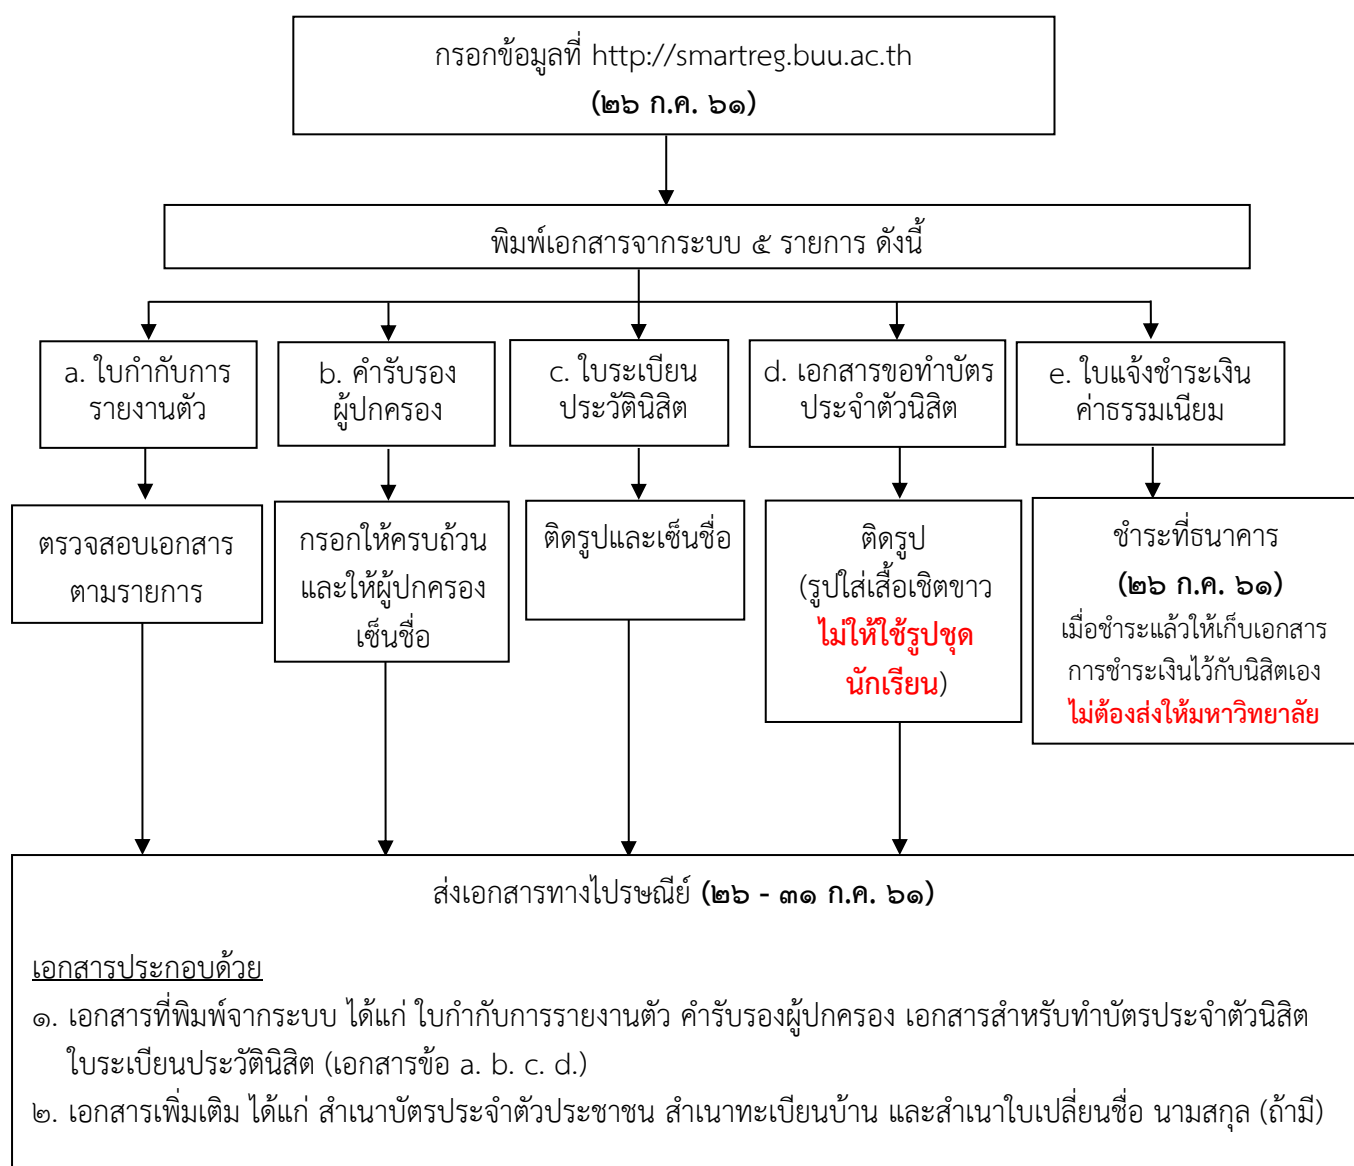 กรอกข้อมูลที่ http://smartreg.buu.ac.th
(๒๖ ก.ค. ๖๑)
พิมพ์เอกสารจากระบบ ๕ รายการ ดังนี้
a. ใบกำกับการ
รายงานตัว
b. คำรับรอง
ผู้ปกครอง
c. ใบระเบียน
ประวัตินิสิต
d. เอกสารขอทำบัตร
ประจำตัวนิสิต
e. ใบแจ้งชำระเงิน
ค่าธรรมเนียม
ตรวจสอบเอกสาร
ตามรายการ
กรอกให้ครบถ้วน
และให้ผู้ปกครอง
เซ็นชื่อ
ติดรูปและเซ็นชื่อ
ติดรูป
(รูปใส่เสื้อเชิตขาว
ไม่ให้ใช้รูปชุด
นักเรียน)
ชำระที่ธนาคาร
(๒๖ ก.ค. ๖๑)
เมื่อชำระแล้วให้เก็บเอกสาร
การชำระเงินไว้กับนิสิตเอง
ไม่ต้องส่งให้มหาวิทยาลัย
ส่งเอกสารทางไปรษณีย์ (๒๖ - ๓๑ ก.ค. ๖๑)
เอกสารประกอบด้วย
๑. เอกสารที่พิมพ์จากระบบ ได้แก่ ใบกำกับการรายงานตัว คำรับรองผู้ปกครอง เอกสารสำหรับทำบัตรประจำตัวนิสิต
ใบระเบียนประวัตินิสิต (เอกสารข้อ a. b. c. d.)
๒. เอกสารเพิ่มเติม ได้แก่ สำเนาบัตรประจำตัวประชาชน สำเนาทะเบียนบ้าน และสำเนาใบเปลี่ยนชื่อ นามสกุล (ถ้ามี)